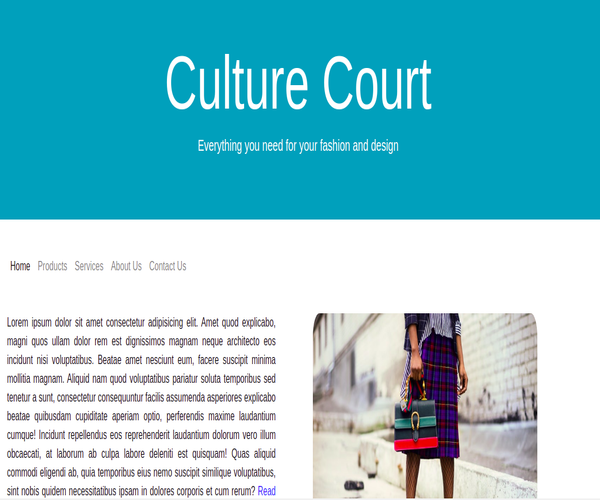 Culture Court
Everything you need for your fashion and design
Home Products Services About Us Contact Us
Lorem ipsum dolor sit amet consectetur adipisicing elit. Amet quod explicabo,
magni quos ullam dolor rem est dignissimos magnam neque architecto eos
incidunt nisi voluptatibus. Beatae amet nesciunt eum, facere suscipit minima
mollitia magnam. Aliquid nam quod voluptatibus pariatur soluta temporibus sed
tenetur a sunt, consectetur consequuntur facilis assumenda asperiores explicabo
beatae quibusdam cupiditate aperiam optio, perferendis maxime laudantium
cumque! Incidunt repellendus eos reprehenderit laudantium dolorum vero illum
obcaecati, at laborum ab culpa labore deleniti est quisquam! Quas aliquid
commodi eligendi ab, quia temporibus eius nemo suscipit similique voluptatibus,
sint nobis quidem necessitatibus ipsam in dolores corporis et cum rerum? Read